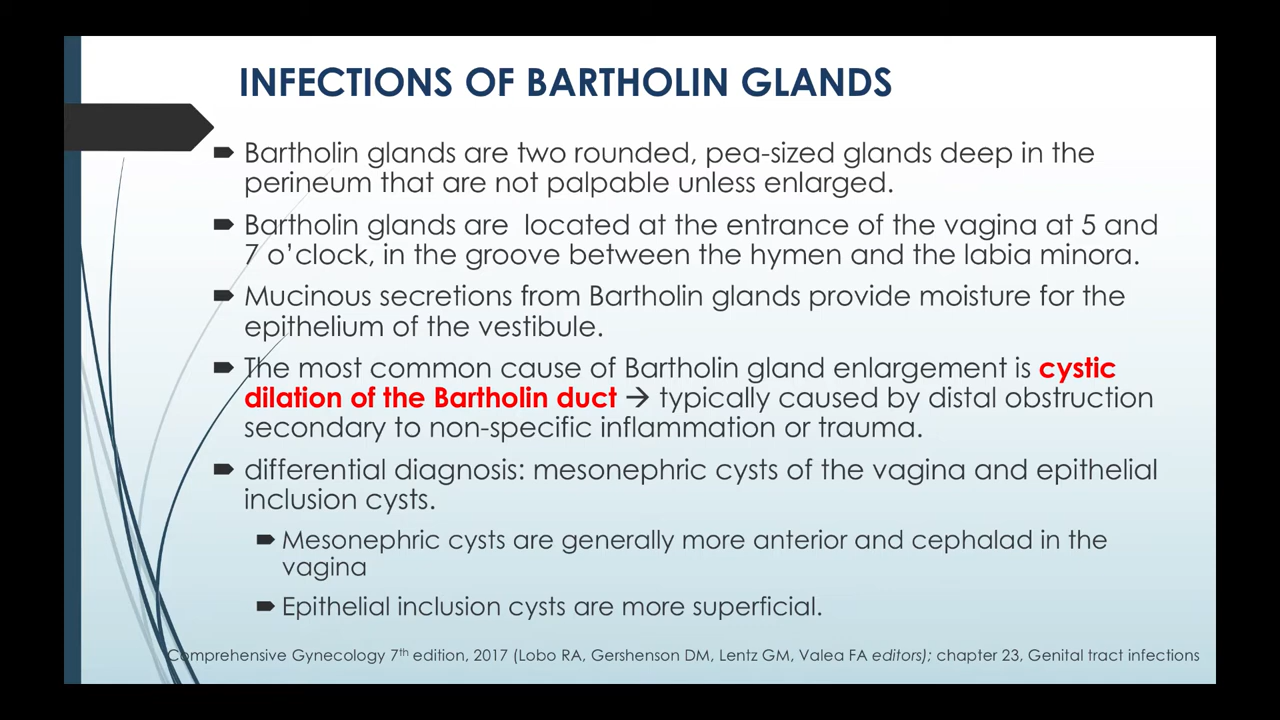 INFECTIONS OF BARTHOLIN GLANDS
Bartholin glands are two rounded, pea-sized glands deep in the
perineum that are not palpable unless enlarged.
Bartholin glands are  located at the entrance of the vagina at 5 and
7 o’clock, in the groove between the hymen and the labia minora.
Mucinous secretions from Bartholin glands provide moisture for the
epithelium of the vestibule.
The most common cause of Bartholin gland enlargement is cystic
dilation of the Bartholin duct → typically caused by distal obstruction
secondary to non-specific inflammation or trauma.
differential diagnosis: mesonephric cysts of the vagina and epithelial
inclusion cysts.
Mesonephric cysts are generally more anterior and cephalad in the
vagina
Epithelial inclusion cysts are more superficial.
Comprehensive Gynecology 7th edition, 2017 (Lobo RA, Gershenson DM, Lentz GM, Valea FA editors); chapter 23, Genital tract infections